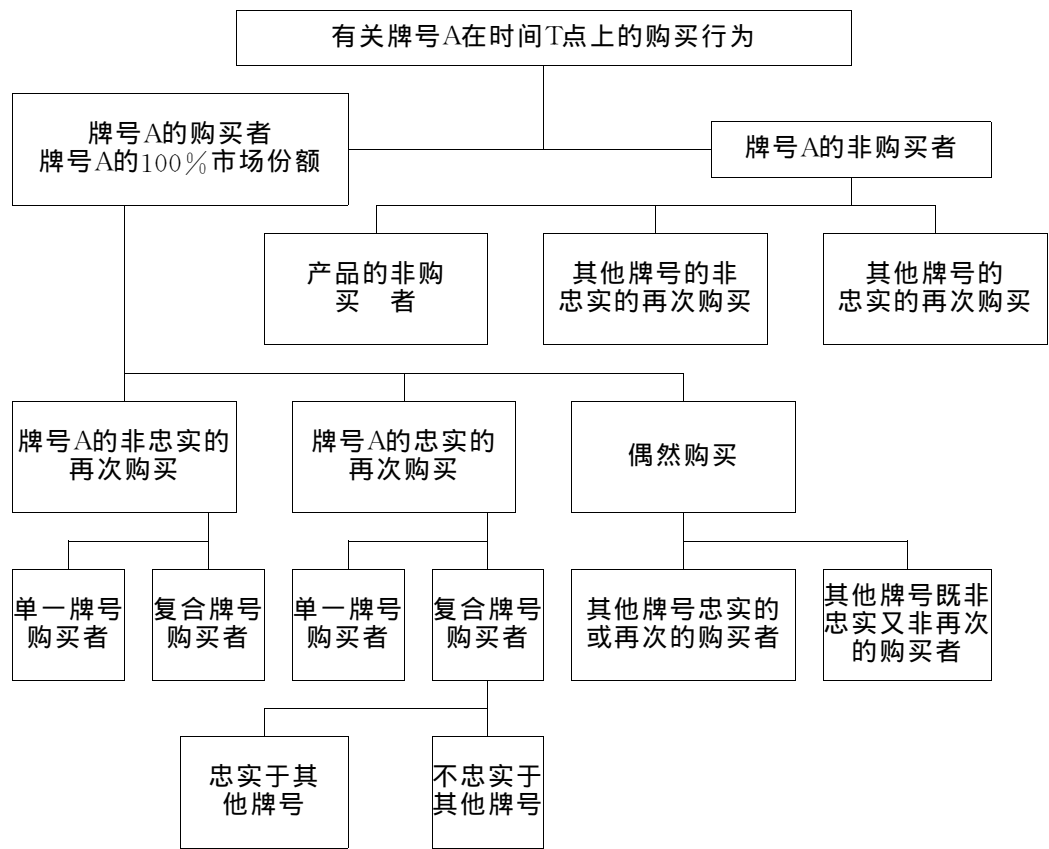 有关牌号A在时间T点上的购买行为
牌号A的购买者
牌号A的100%市场份额
牌号A的非购买者
产品的非购
买 者
其他牌号的非
忠实的再次购买
其他牌号的
忠实的再次购买
牌号A的非忠实的
再次购买
牌号A的忠实的
再次购买
偶然购买
单一牌号
购买者
复合牌号
购买者
单一牌号
购买者
复合牌号
购买者
其他牌号忠实的
或再次的购买者
其他牌号既非
忠实又非再次
的购买者
忠实于其
他牌号
不忠实于
其他牌号